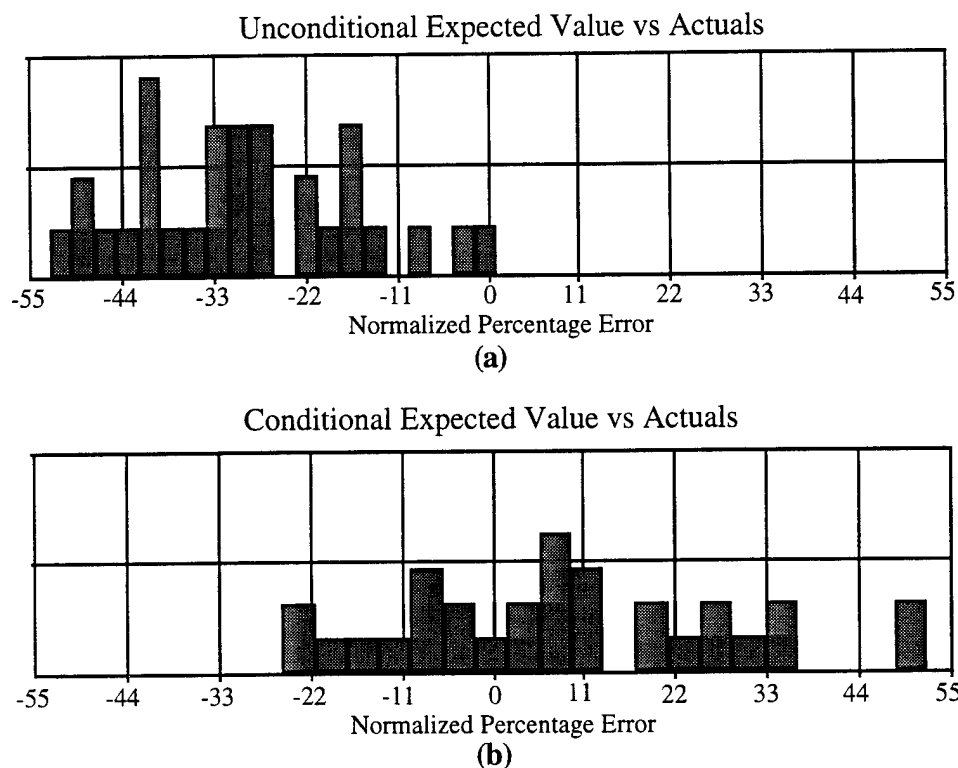 Unconditional Expected Value vs Actuals
-55 -44 -33 -22 -11 0 11 22 33 44 55
Normalized Percentage Error
(a)
Conditional Expected Value vs Actuals
-55 -44 -33 -22 -11 0 11 22 33 44 55
Normalized Percentage Error
(b)